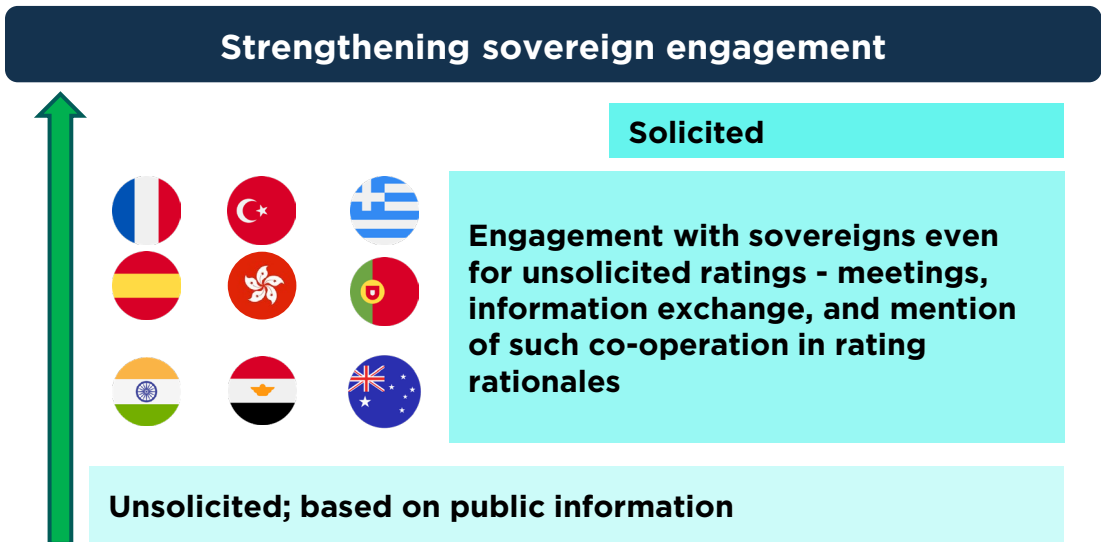 Strengthening sovereign engagement
Solicited
Engagement with sovereigns even
for unsolicited ratings - meetings,
information exchange, and mention
of such co-operation in rating
rationales
Unsolicited; based on public information